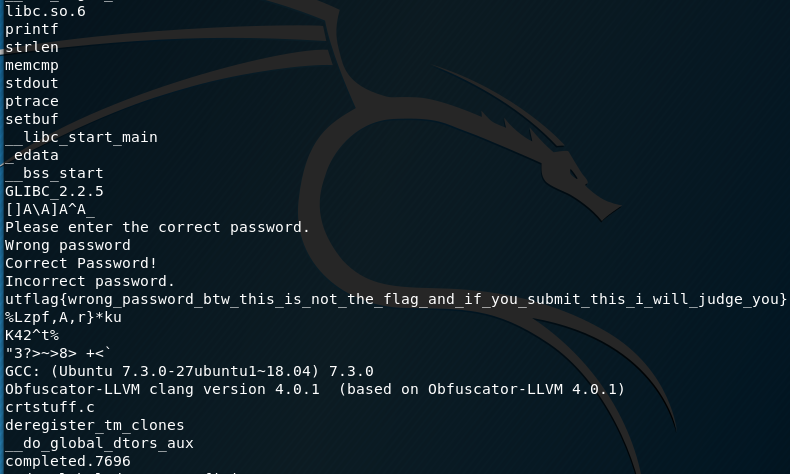 libc.so.6
printf
strlen
memcmp
stdout
ptrace
setbuf
__libc_start_main
_edata
__bss_start
GLIBC_2.2.5
[]A\A]A^A_
Please enter the correct password.
Wrong password
Correct Password!
Incorrect password.
utflag{wrong_password_btw_this_is_not_the_flag_and_if_you_submit_this_i_will_judge_you}
%Lzpf,A,r}*ku
K42^t%
"3?>~>8> +<`
GCC: (Ubuntu 7.3.0-27ubuntu1~18.04) 7.3.0
Obfuscator-LLVM clang version 4.0.1  (based on Obfuscator-LLVM 4.0.1)
crtstuff.c
deregister_tm_clones
__do_global_dtors_aux
completed.7696